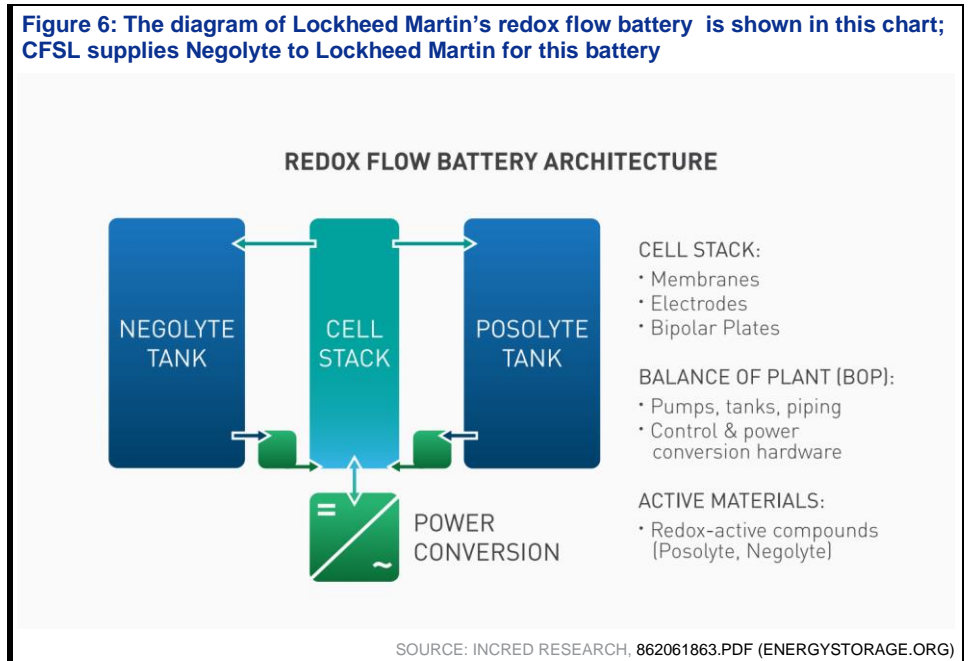 Figure 6: The diagram of Lockheed Martin's redox flow battery is shown in this chart;
CFSL supplies Negolyte to Lockheed Martin for this battery
REDOX FLOW BATTERY ARCHITECTURE
NEGOLYTE
TANK
CELL
STACK
POSOLYTE
TANK
=
~
POWER
CONVERSION
CELL STACK:
· Membranes
· Electrodes
· Bipolar Plates
BALANCE OF PLANT (BOP):
· Pumps, tanks, piping
· Control & power
conversion hardware
ACTIVE MATERIALS:
· Redox-active compounds
(Posolyte, Negolyte)
SOURCE: INCRED RESEARCH, 862061863.PDF (ENERGYSTORAGE.ORG)